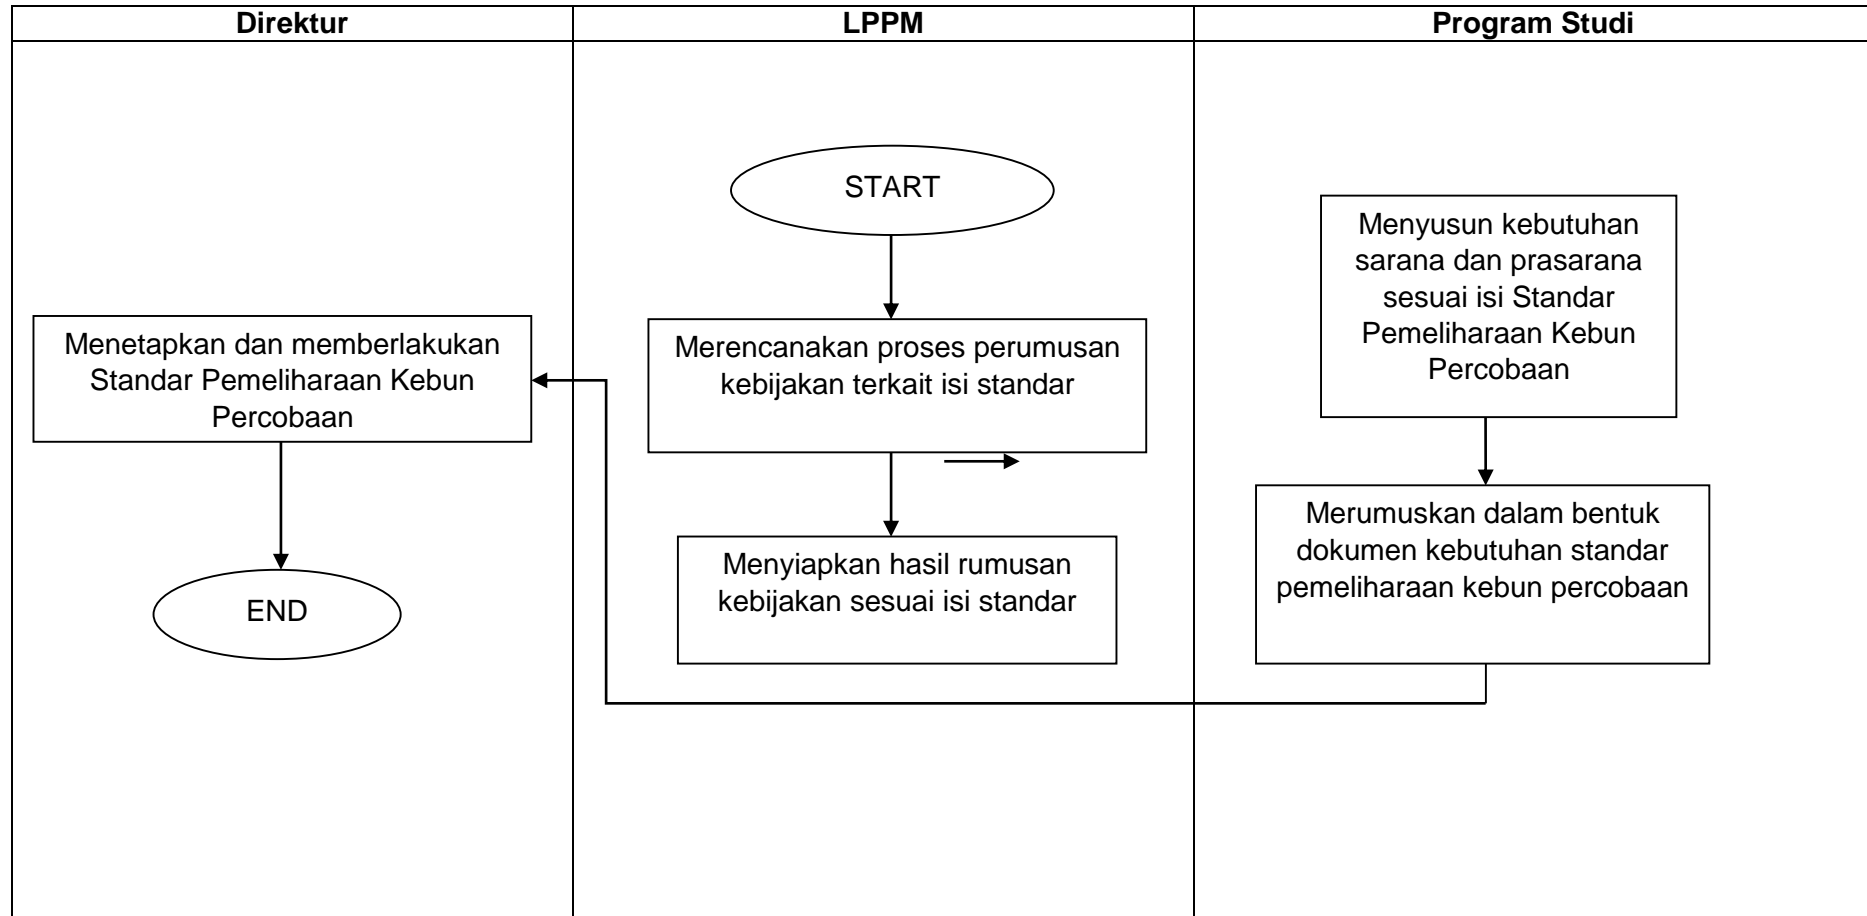 Direktur
LPPM
Program Studi
Menetapkan dan memberlakukan
Standar Pemeliharaan Kebun
Percobaan
END
START
Merencanakan proses perumusan
kebijakan terkait isi standar
Menyiapkan hasil rumusan
kebijakan sesuai isi standar
Menyusun kebutuhan
sarana dan prasarana
sesuai isi Standar
Pemeliharaan Kebun
Percobaan
Merumuskan dalam bentuk
dokumen kebutuhan standar
pemeliharaan kebun percobaan